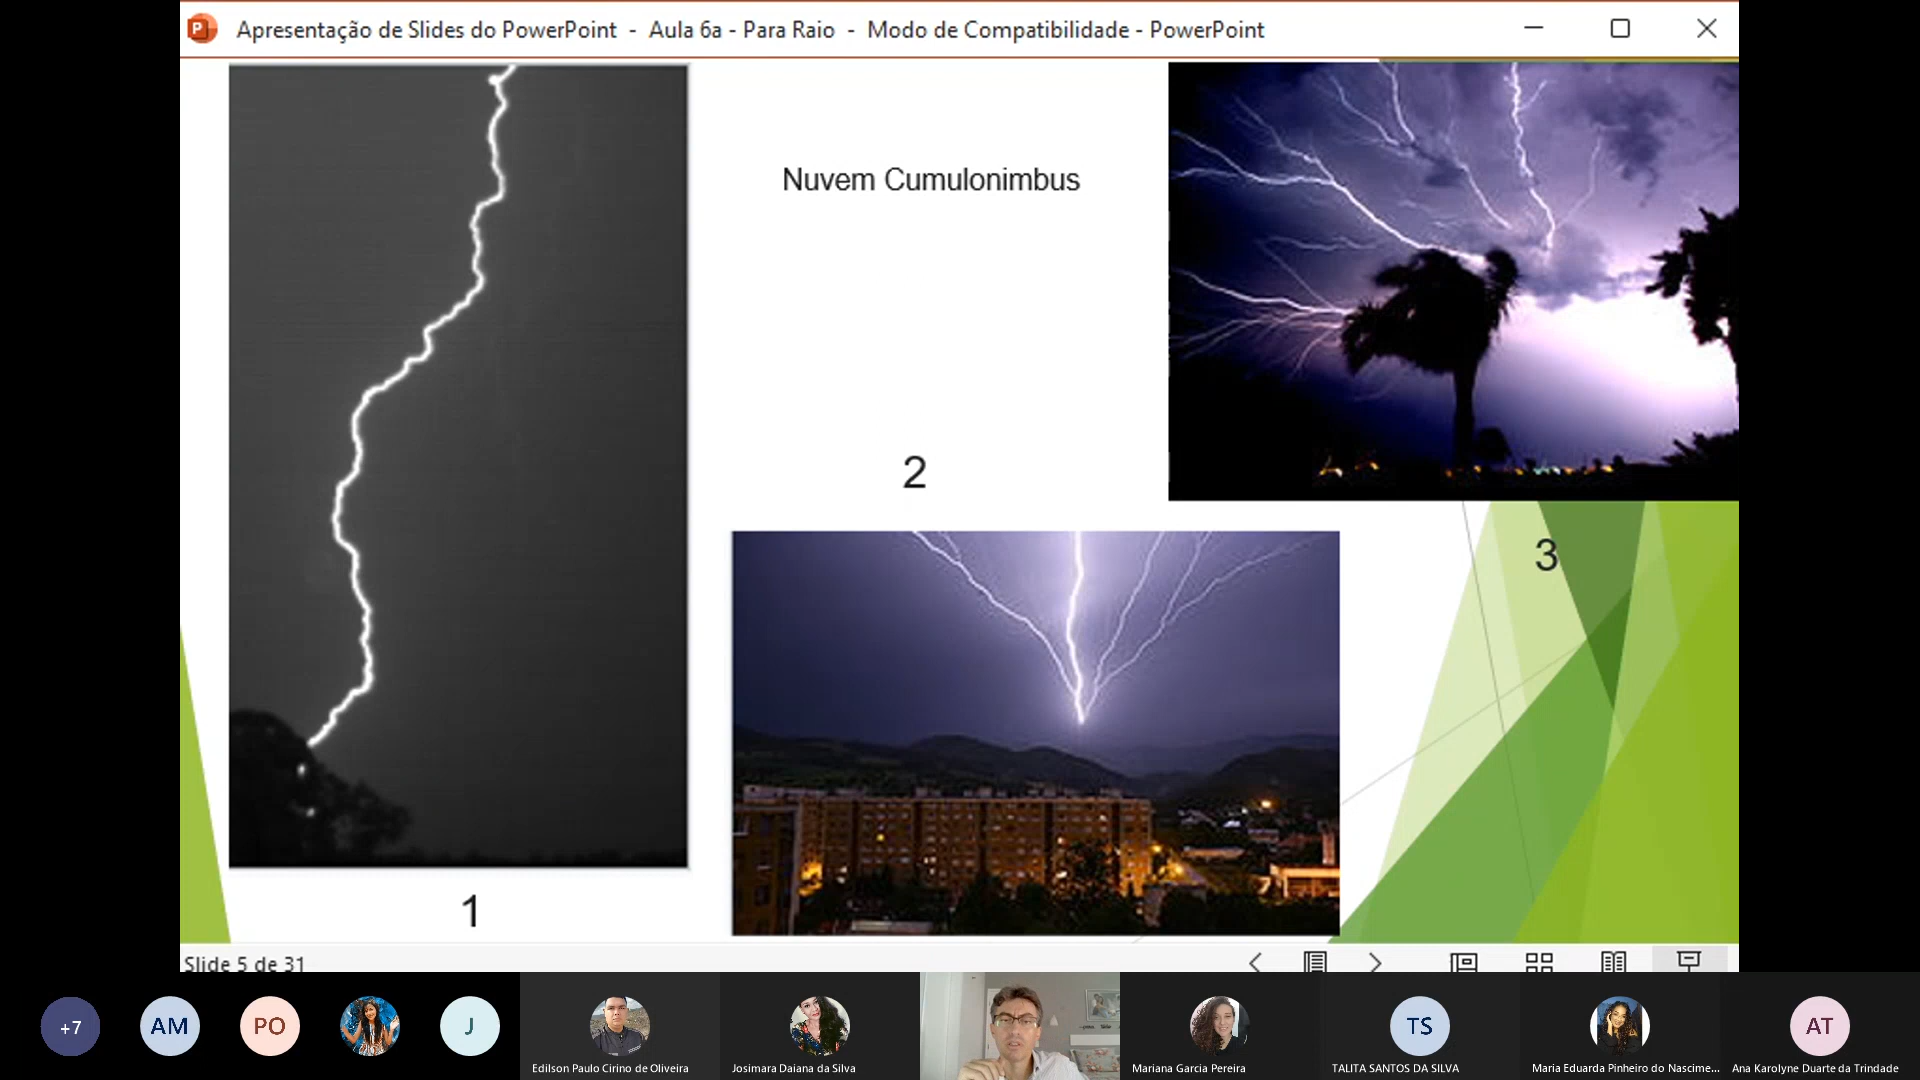 Apresentação de Slides do PowerPoint - Aula 6a - Para Raio - Modo de Compatibilidade - PowerPoint
Nuvem Cumulonimbus
2
3
1
Slide 5 de 31
+7
AM
PO
J
Edilson Paulo Cirino de Oliveira
Josimara Daiana da Silva
Mariana Garcia Pereira
TS
TALITA SANTOS DA SILVA
Maria Eduarda Pinheiro do Nascime...
AT
Ana Karolyne Duarte da Trindade